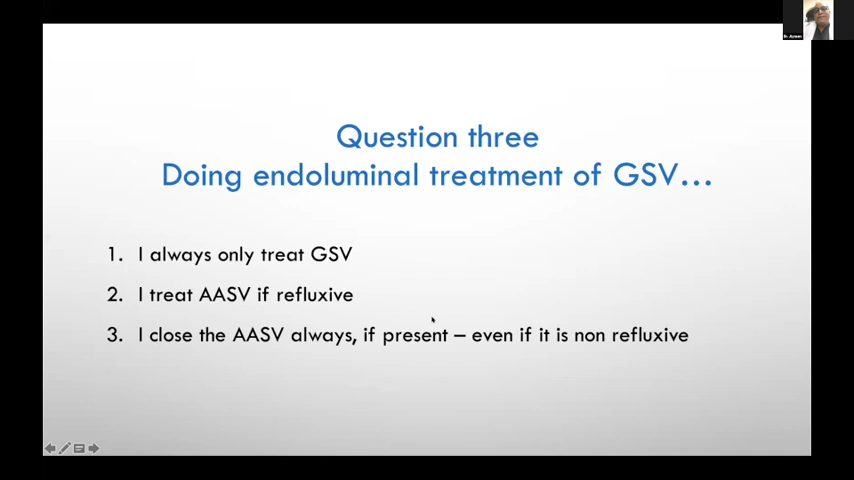 Question three
Doing endoluminal treatment of GSV...
1. I always only treat GSV
2. I treat AASV if refluxive
3. I close the AASV always, if present – even if it is non refluxive